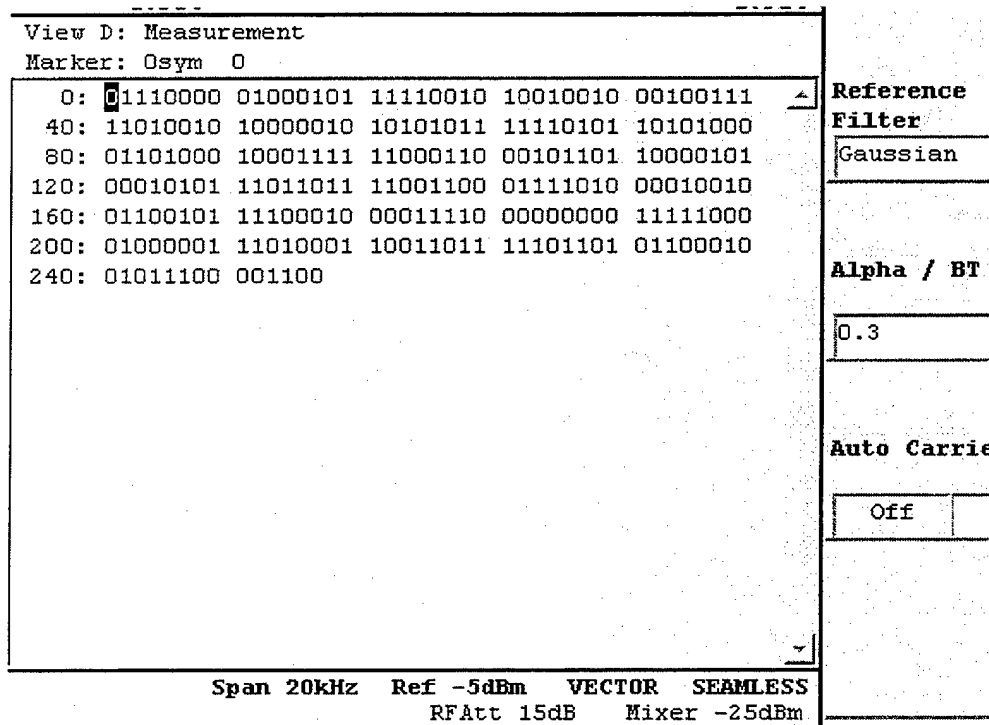 View D: Measurement
Marker: 0sym 0
0: 01110000 01000101 11110010 10010010 00100111
40: 11010010 10000010 10101011 11110101 10101000
80: 01101000 10001111 11000110 00101101 10000101
120: 00010101 11011011 11001100 01111010 00010010
160: 01100101 11100010 00011110 00000000 11111000
200: 01000001 11010001 10011011 11101101 01100010
240: 01011100 001100
Span 20kHz Ref -5dBm VECTOR SEAMLESS
RFAtt 15dB Mixer -25dBm
Reference
Filter
Gaussian
Alpha / BT
0.3
Auto Carrie
Off